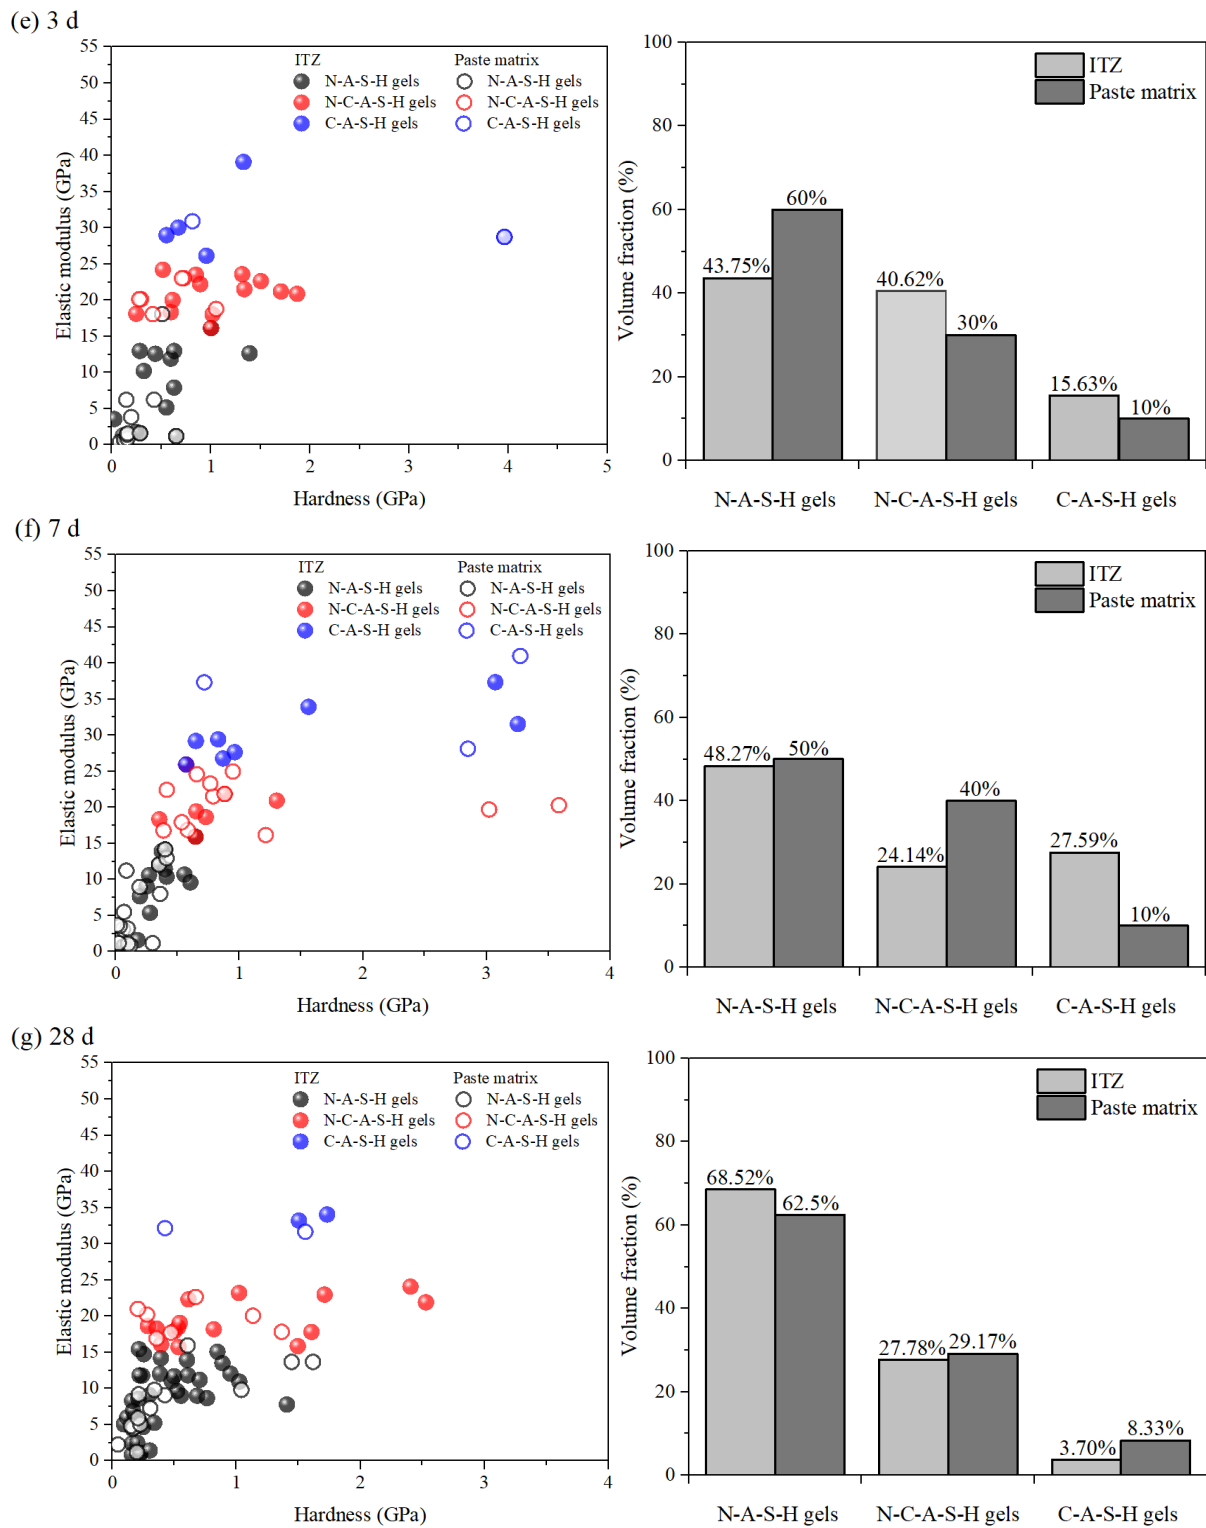 (e) 3 d
ITZ
Paste matrix
N-A-S-H gels
N-A-S-H gels
N-C-A-S-H gels
N-C-A-S-H gels
C-A-S-H gels
C-A-S-H gels
Elastic modulus (GPa)
55
50
45
40
35
30
25
20
15
10
5
0
0
1
2
3
4
5
Hardness (GPa)
Volume fraction (%)
100
80
60
40
20
0
ITZ
Paste matrix
43.75%
60%
40.62%
30%
15.63%
10%
N-A-S-H gels
N-C-A-S-H gels
C-A-S-H gels
(f) 7 d
ITZ
Paste matrix
N-A-S-H gels
N-A-S-H gels
N-C-A-S-H gels
N-C-A-S-H gels
C-A-S-H gels
C-A-S-H gels
Elastic modulus (GPa)
55
50
45
40
35
30
25
20
15
10
5
0
0
1
2
3
4
Hardness (GPa)
Volume fraction (%)
100
80
60
40
20
0
ITZ
Paste matrix
48.27%
50%
24.14%
40%
27.59%
10%
N-A-S-H gels
N-C-A-S-H gels
C-A-S-H gels
(g) 28 d
ITZ
Paste matrix
N-A-S-H gels
N-A-S-H gels
N-C-A-S-H gels
N-C-A-S-H gels
C-A-S-H gels
C-A-S-H gels
Elastic modulus (GPa)
55
50
45
40
35
30
25
20
15
10
5
0
0
1
2
3
4
Hardness (GPa)
Volume fraction (%)
100
80
60
40
20
0
ITZ
Paste matrix
68.52%
62.5%
27.78%
29.17%
3.70%
8.33%
N-A-S-H gels
N-C-A-S-H gels
C-A-S-H gels